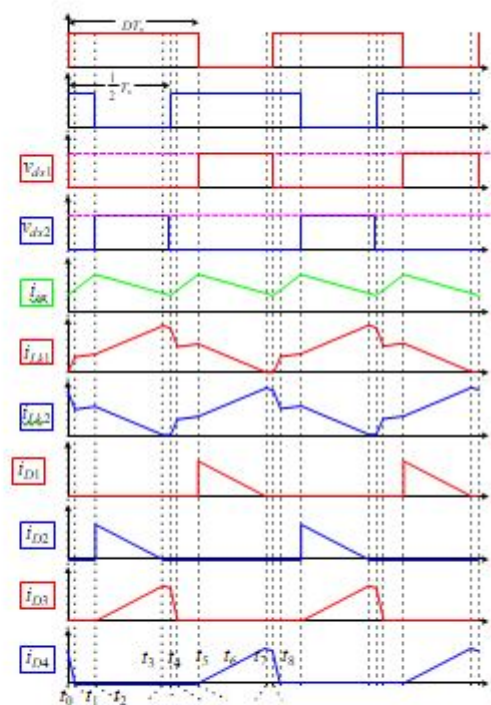 DTs
1/2 Ts
vds1
vds2
iLk1
iLk2
iD1
iD2
iD3
iD4
t3 t4 t5 t6 t7 t8
t0 t1 t2